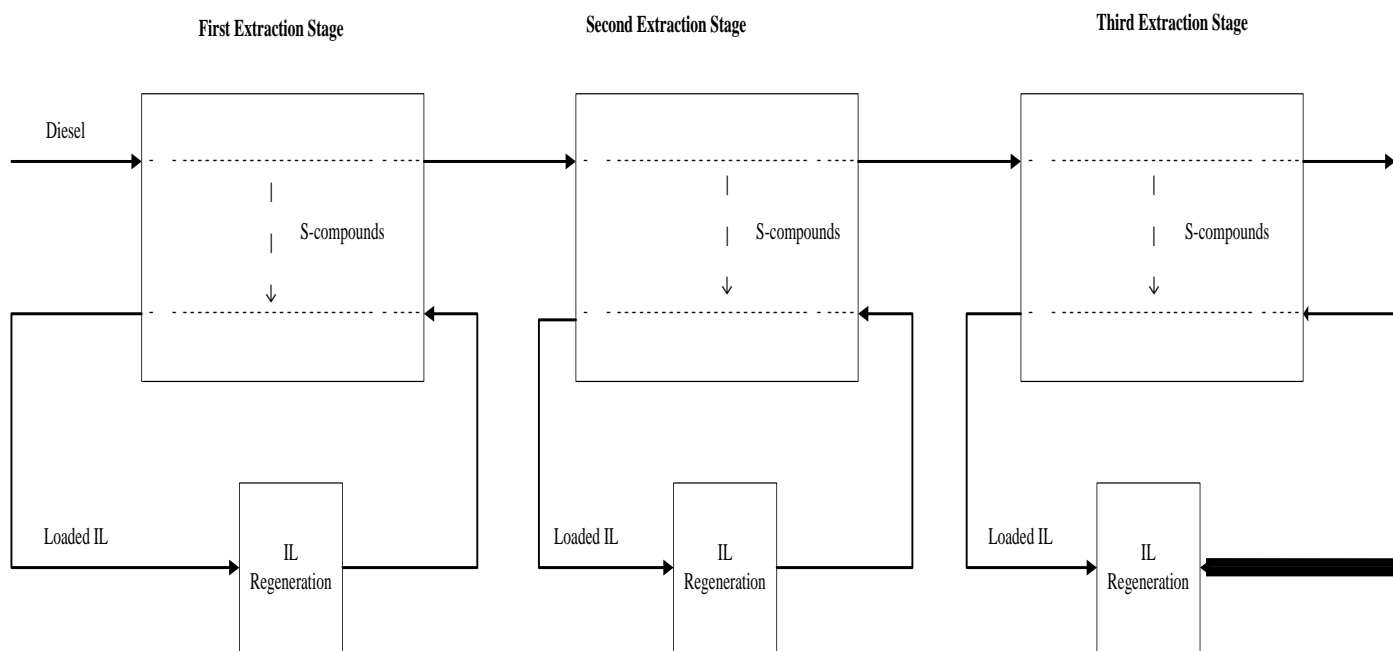 First Extraction Stage
Second Extraction Stage
Third Extraction Stage
Diesel
S-compounds
S-compounds
S-compounds
Loaded IL
IL
Regeneration
Loaded IL
IL
Regeneration
Loaded IL
IL
Regeneration